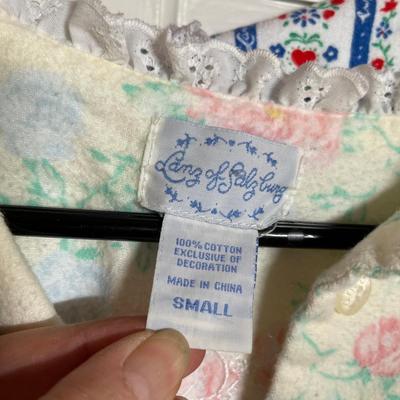 Lanz of Salzburg
100% COTTON
EXCLUSIVE OF
DECORATION
MADE IN CHINA
SMALL